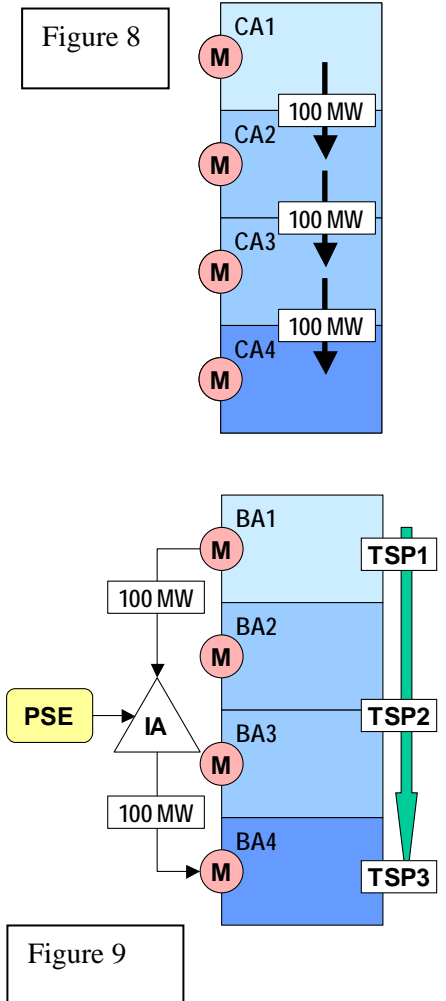 Figure 8
CA1
M
100 MW
CA2
M
100 MW
CA3
M
100 MW
CA4
M
BA1
M
TSP1
100 MW
BA2
M
PSE
IA
TSP2
BA3
M
100 MW
BA4
M
TSP3
Figure 9